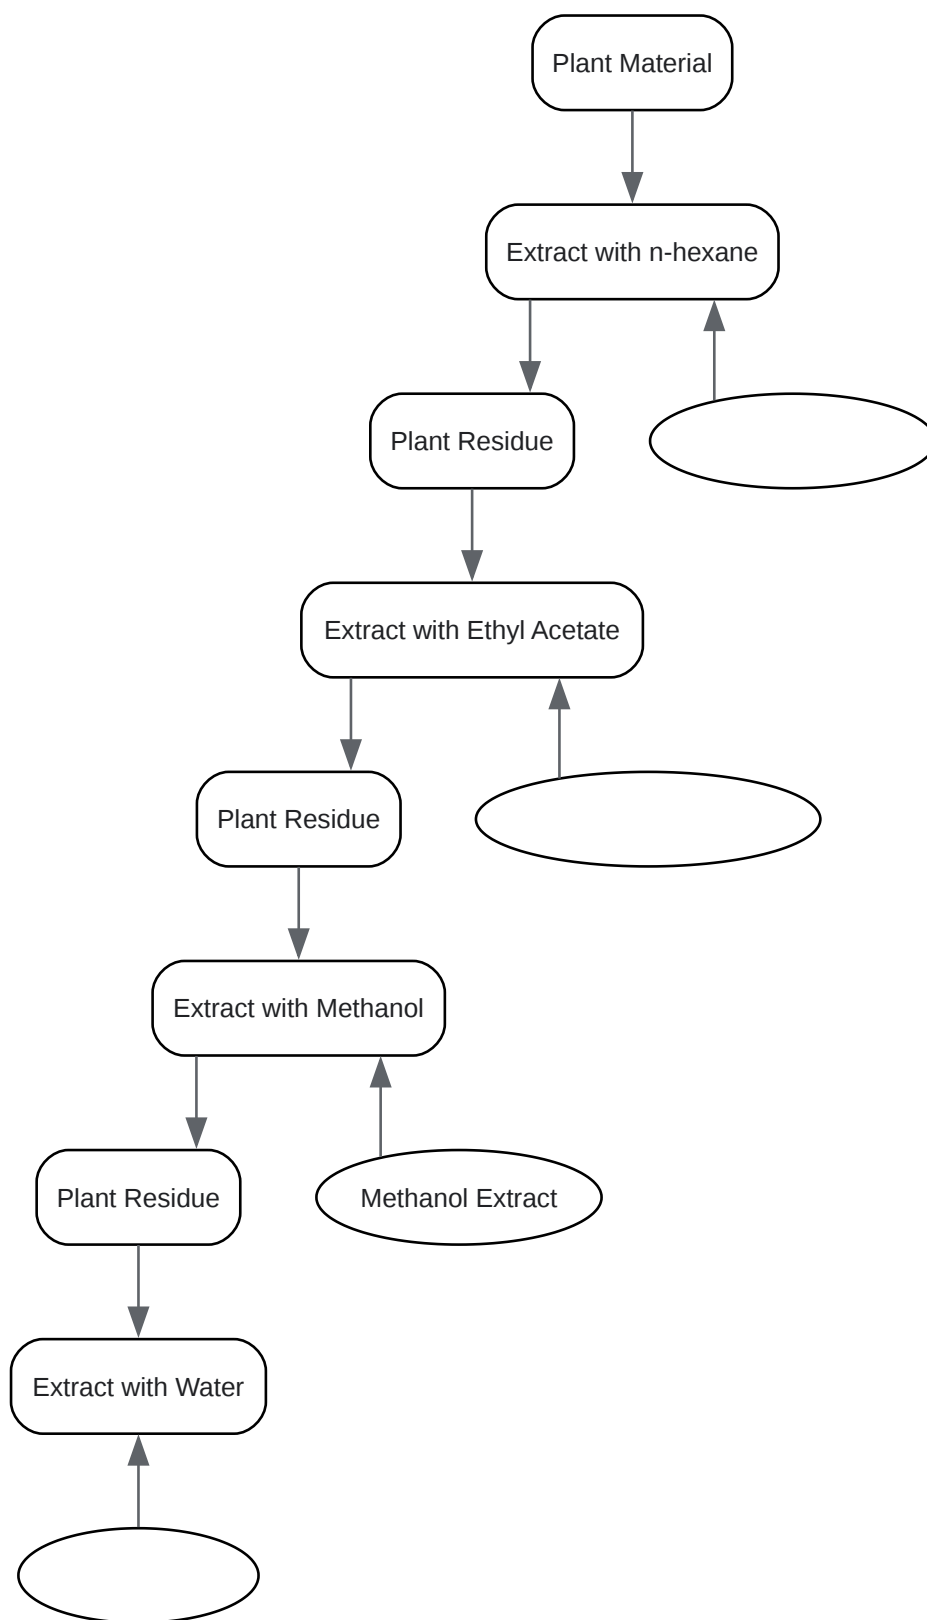 Plant Material
Extract with n-hexane
Plant Residue
Extract with Ethyl Acetate
Plant Residue
Extract with Methanol
Plant Residue
Methanol Extract
Extract with Water